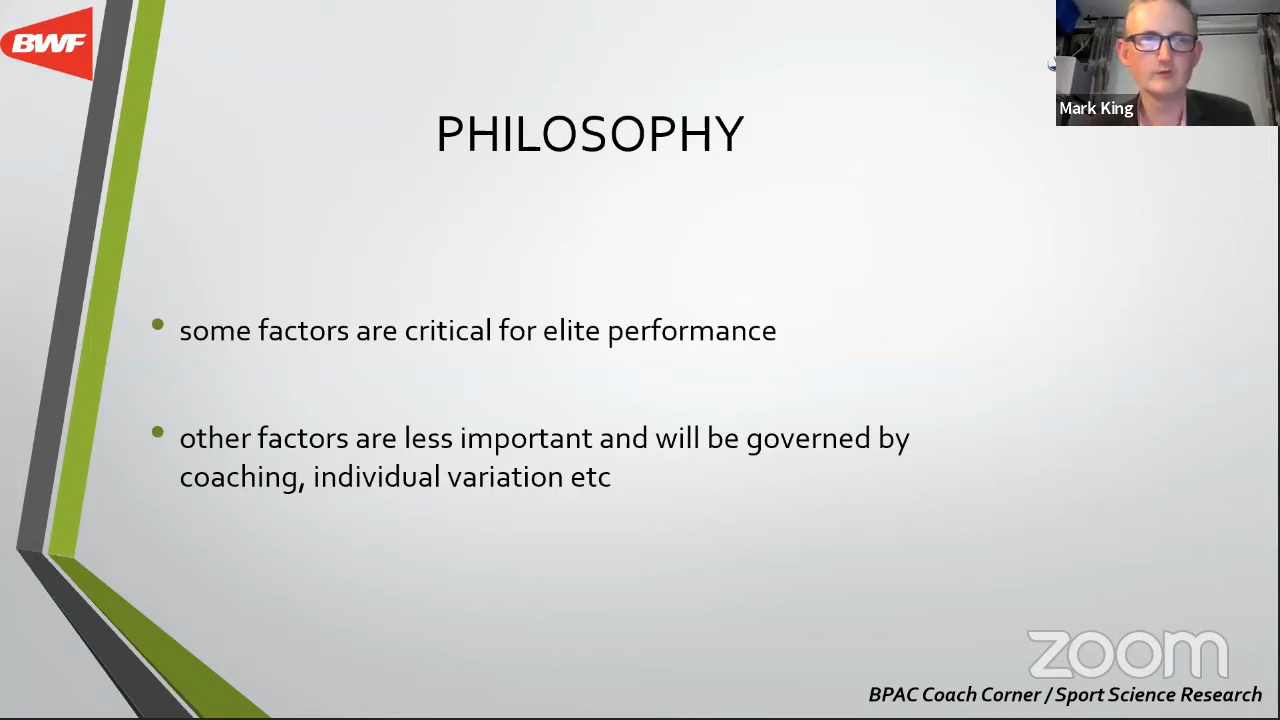 BWF
Mark King
PHILOSOPHY
some factors are critical for elite performance
other factors are less important and will be governed by
coaching, individual variation etc
zoom
BPAC Coach Corner / Sport Science Research